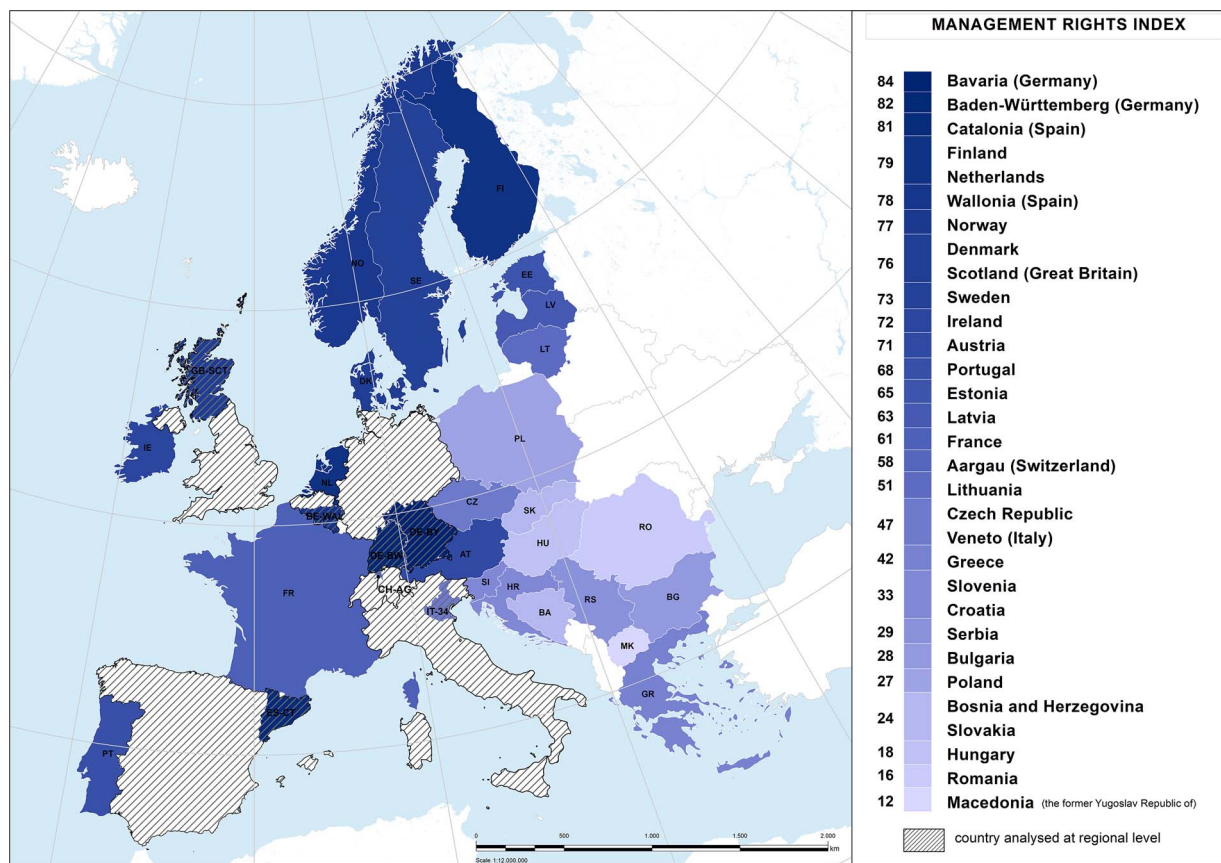 MANAGEMENT RIGHTS INDEX
84 Bavaria (Germany)
82 Baden-Württemberg (Germany)
81 Catalonia (Spain)
79
Finland
Netherlands
78 Wallonia (Spain)
77 Norway
76
Denmark
Scotland (Great Britain)
73 Sweden
72 Ireland
71 Austria
68 Portugal
65 Estonia
63 Latvia
61 France
58 Aargau (Switzerland)
51 Lithuania
47
Czech Republic
Veneto (Italy)
42 Greece
33
Slovenia
Croatia
29 Serbia
28 Bulgaria
27 Poland
24
Bosnia and Herzegovina
Slovakia
18 Hungary
16 Romania
12 Macedonia (the former Yugoslav Republic of)
country analysed at regional level
FI
NO
SE
EE
LV
LT
GB-SCT
DK
IE
PL
NL
BE-WAL
CZ
SK
RO
DE-BY
DE-BW
AT
HU
CH-AG
SI
HR
FR
IT-34
BA
RS
BG
MK
GR
ES-CT
PT
0 500 1.000 1.500 2.000
km
Scale 1:12.000.000